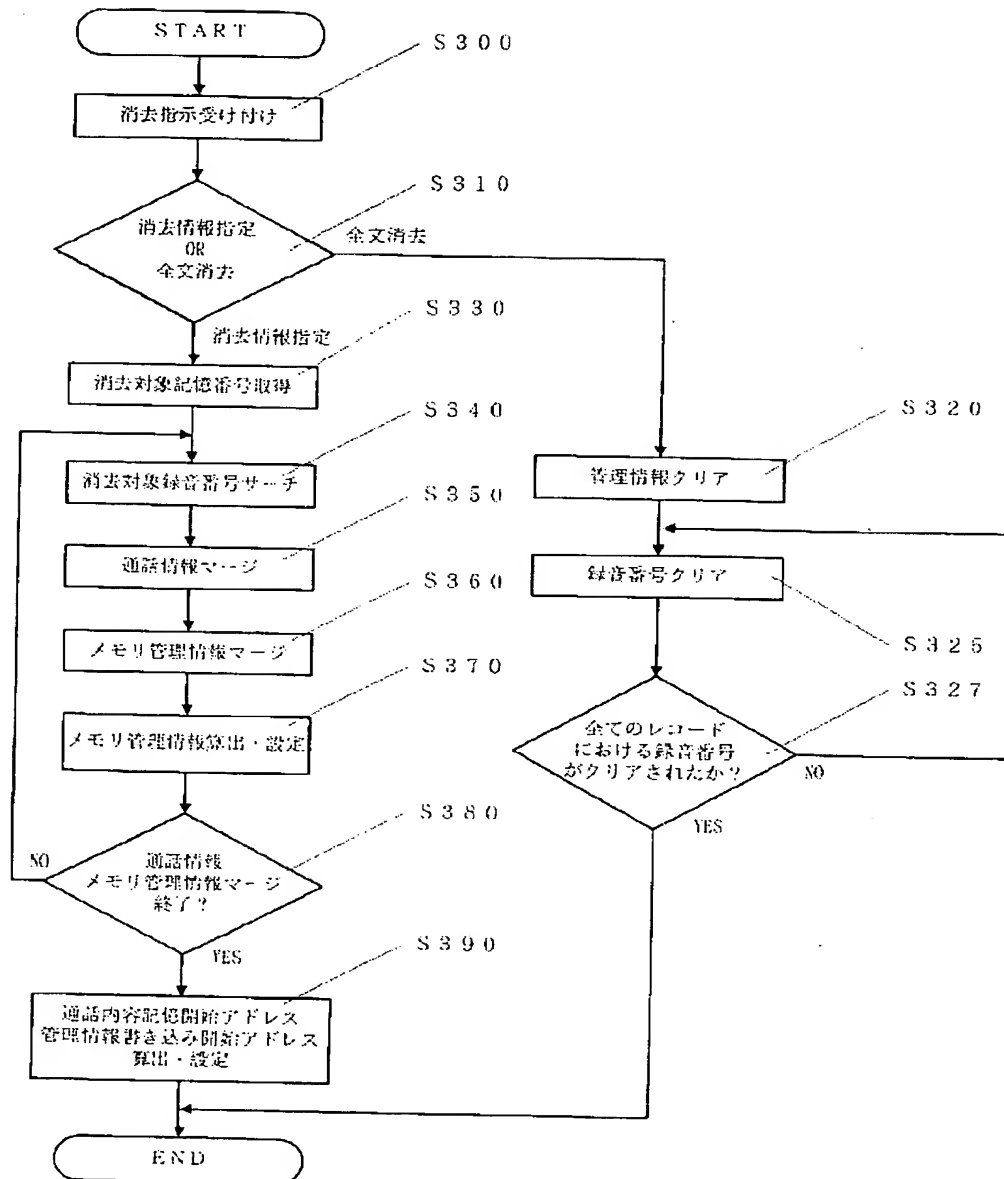 START
S300
消去指示受け付け
S310
消去情報指定
OR
全文消去
全文消去
消去情報指定
S330
消去対象記憶番号取得
S340
消去対象録音番号サーチ
S350
通話情報マージ
S360
メモリ管理情報マージ
S370
メモリ管理情報算出・設定
S380
通話情報
メモリ管理情報マージ
終了?
NO
YES
S390
通話内容記憶開始アドレス
管理情報書き込み開始アドレス
算出・設定
END
S320
管理情報クリア
録音番号クリア
S325
S327
全てのレコード
における録音番号
がクリアされたか?
NO
YES